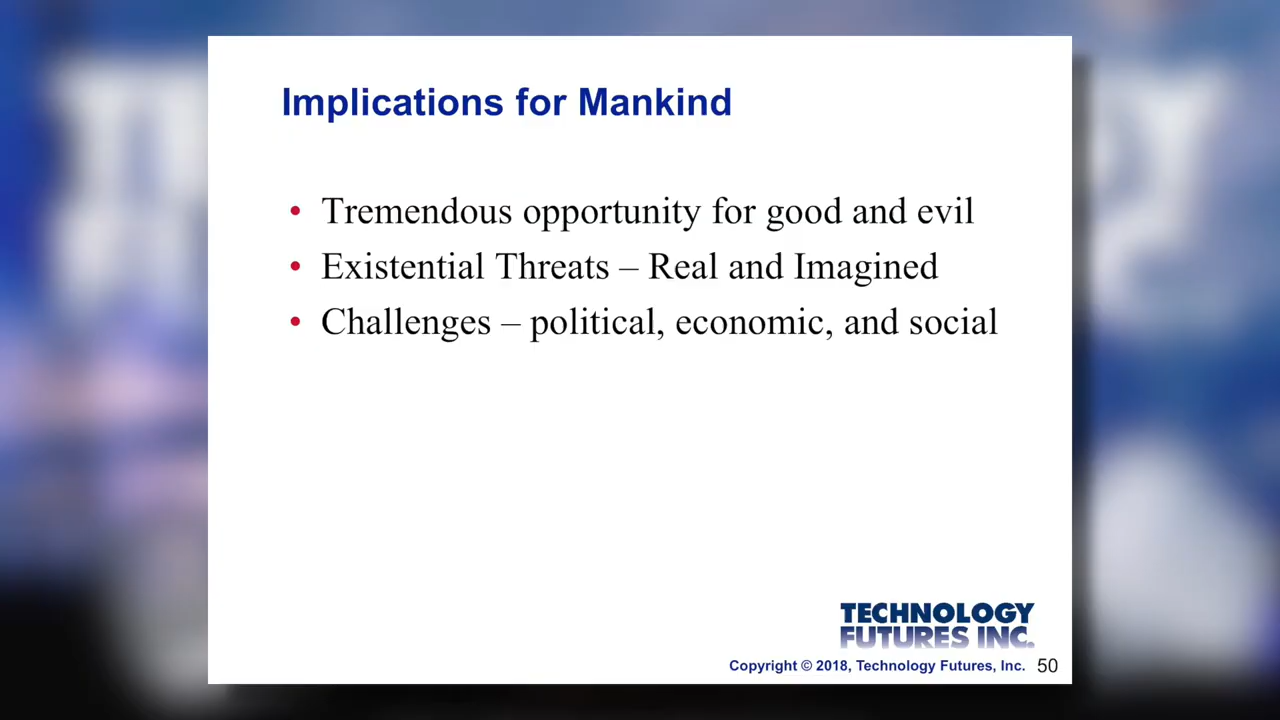 Implications for Mankind
• Tremendous opportunity for good and evil
• Existential Threats – Real and Imagined
• Challenges – political, economic, and social
TECHNOLOGY
FUTURES INC.
Copyright © 2018, Technology Futures, Inc. 50